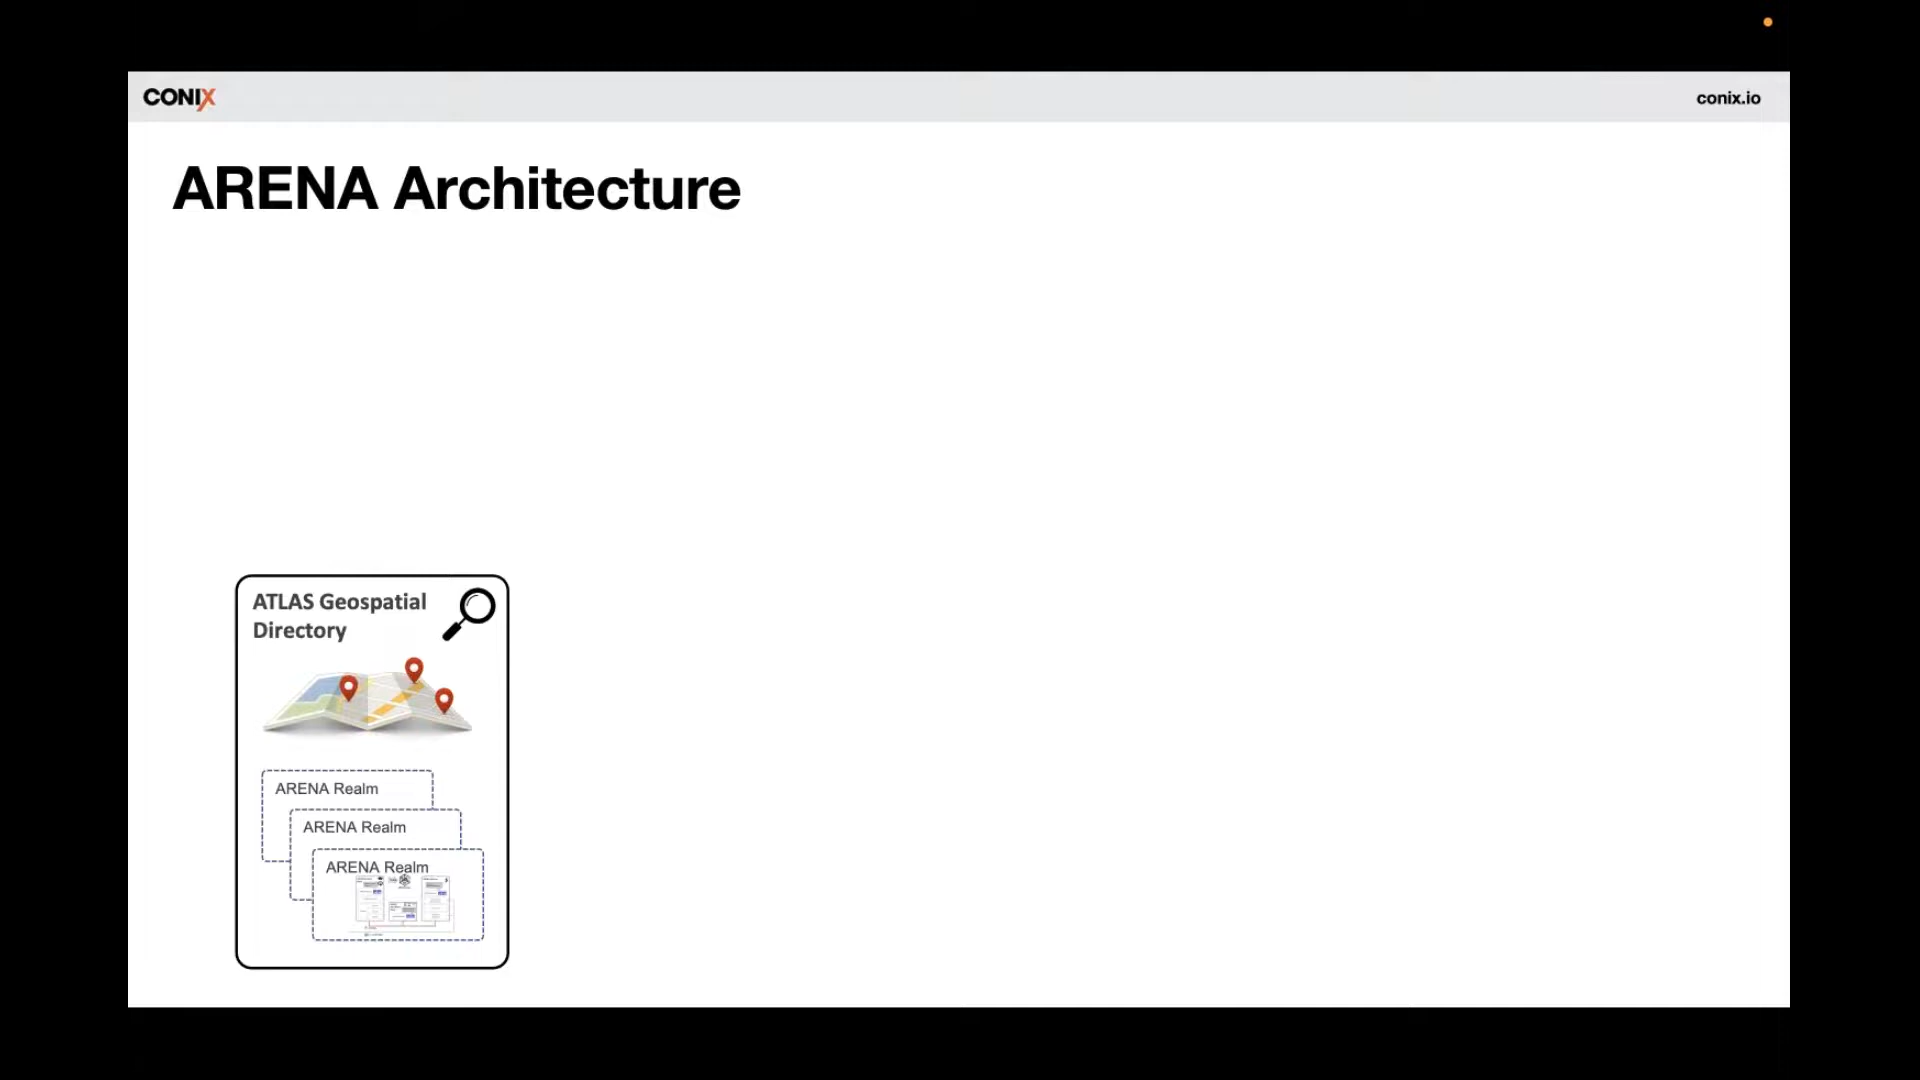 CONIX
conix.io
ARENA Architecture
ATLAS Geospatial
Directory
ARENA Realm
ARENA Realm
ARENA Realm